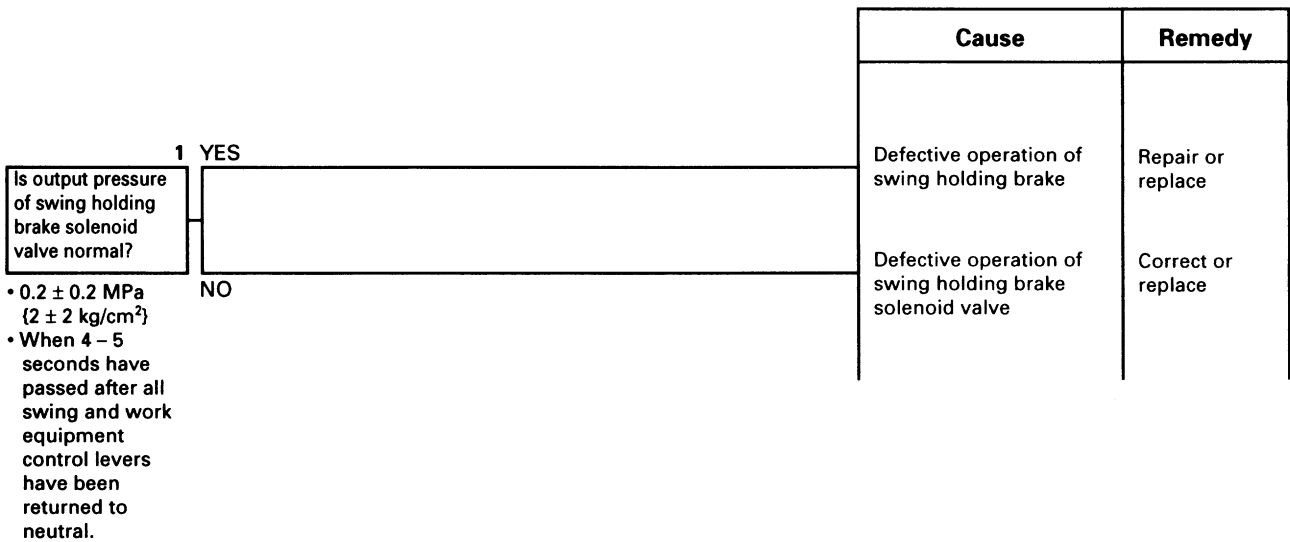 Cause
Remedy
1 YES
Is output pressure
of swing holding
brake solenoid
valve normal?
Defective operation of
swing holding brake
Repair or
replace
NO
Defective operation of
swing holding brake
solenoid valve
Correct or
replace
• 0.2 ± 0.2 MPa
{2 ± 2 kg/cm²}
• When 4 – 5
seconds have
passed after all
swing and work
equipment
control levers
have been
returned to
neutral.